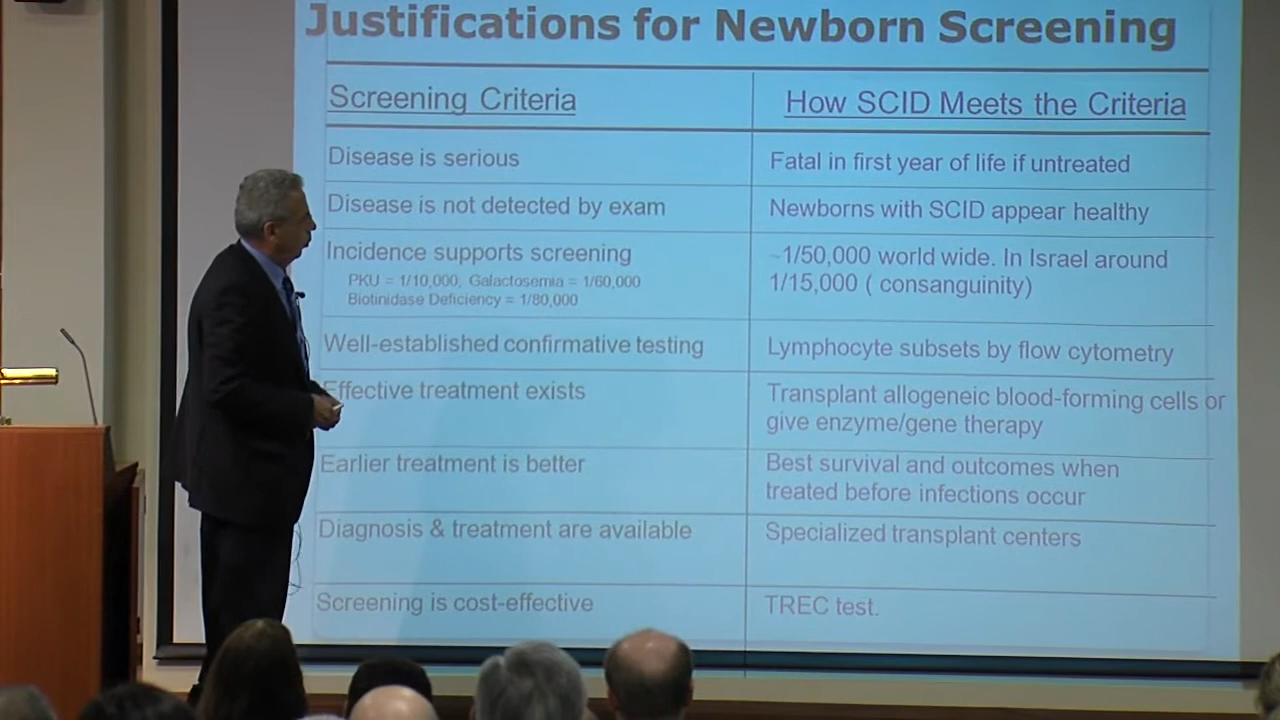 Justifications for Newborn Screening
Screening Criteria
How SCID Meets the Criteria
Disease is serious
Fatal in first year of life if untreated
Disease is not detected by exam
Newborns with SCID appear healthy
Incidence supports screening
PKU = 1/10,000, Galactosemia = 1/60,000
Biotinidase Deficiency = 1/80,000
~1/50,000 world wide. In Israel around
1/15,000 ( consanguinity)
Well-established confirmative testing
Lymphocyte subsets by flow cytometry
Effective treatment exists
Transplant allogeneic blood-forming cells or
give enzyme/gene therapy
Earlier treatment is better
Best survival and outcomes when
treated before infections occur
Diagnosis & treatment are available
Specialized transplant centers
Screening is cost-effective
TREC test.